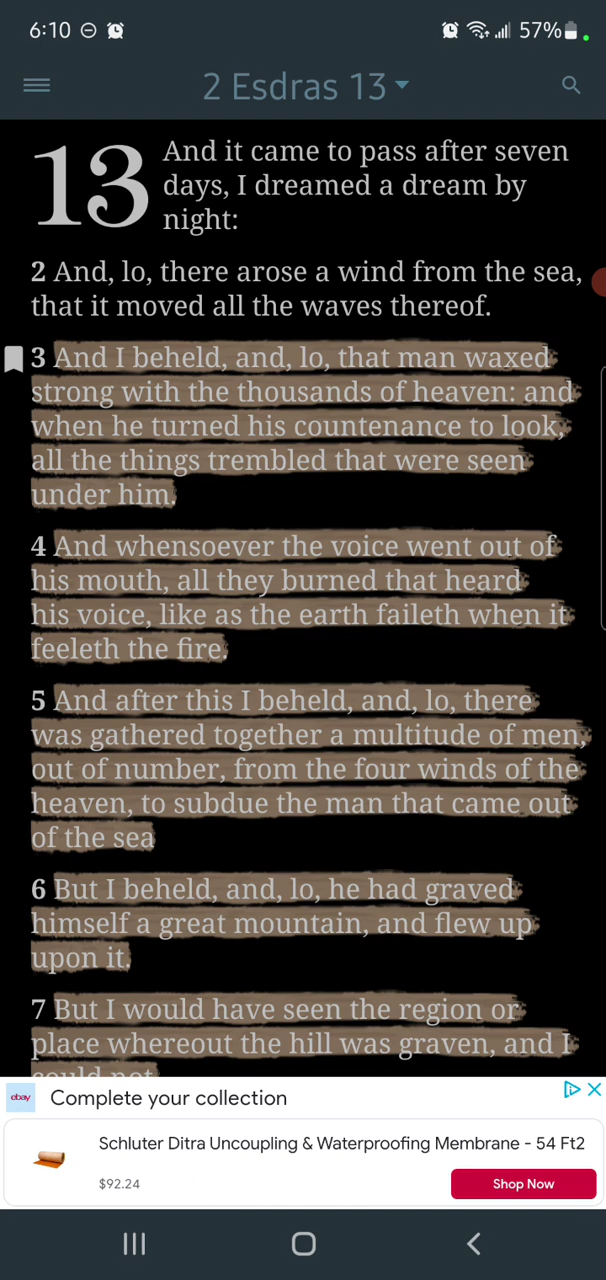 6:10
57%
2 Esdras 13
13 And it came to pass after seven
days, I dreamed a dream by
night:
2 And, lo, there arose a wind from the sea,
that it moved all the waves thereof.
3 And I beheld, and, lo, that man waxed
strong with the thousands of heaven: and
when he turned his countenance to look,
all the things trembled that were seen
under him.
4 And whensoever the voice went out of
his mouth, all they burned that heard
his voice, like as the earth faileth when it
feeleth the fire.
5 And after this I beheld, and, lo, there
was gathered together a multitude of men,
out of number, from the four winds of the
heaven, to subdue the man that came out
of the sea
6 But I beheld, and, lo, he had graved
himself a great mountain, and flew up
upon it.
7 But I would have seen the region or
place whereout the hill was graven, and I
could not.
ebay
Complete your collection
Schluter Ditra Uncoupling & Waterproofing Membrane - 54 Ft2
$92.24
Shop Now